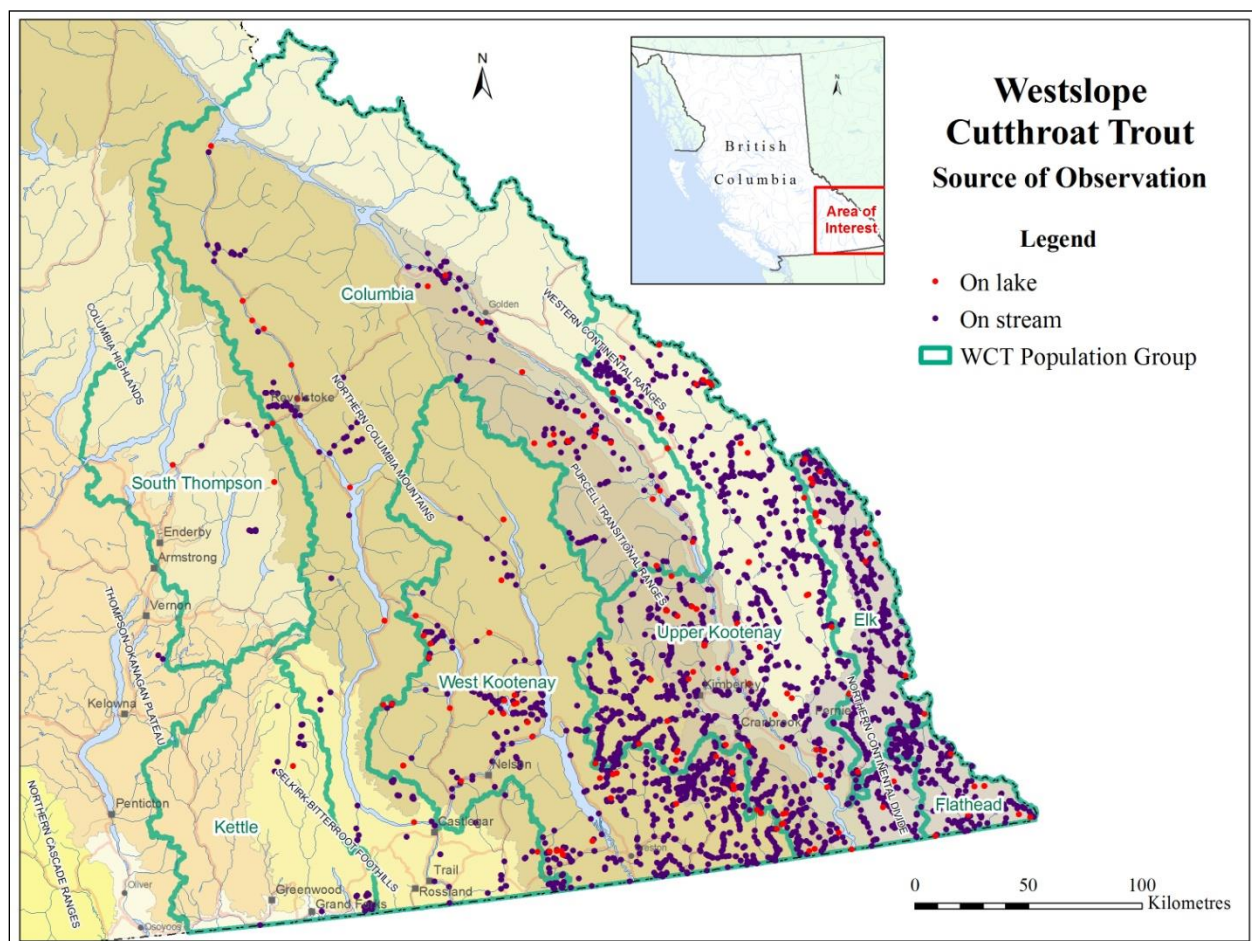 Westslope
Cutthroat Trout
Source of Observation
Legend
On lake
On stream
WCT Population Group
N
N
British
Columbia
Area of
Interest
Columbia
Golden
WESTERN CONTINENTAL RANGES
COLUMBIA HIGHLANDS
NORTHERN COLUMBIA MOUNTAINS
Revelstoke
South Thompson
PURCELL TRANSITIONAL RANGES
Enderby
Armstrong
Vernon
THOMPSON-OKANAGAN PLATEAU
Upper Kootenay
Elk
West Kootenay
Kimberley
Kelowna
Cranbrook
Fernie
NORTHERN CONTINENTAL DIVIDE
Nelson
SELKIRK-BITTERROOT FOOTHILLS
Penticton
Flathead
Kettle
Castlegar
NORTHERN CASCADE RANGES
Creston
Trail
Rossland
Oliver
Greenwood
Grand Forks
Osoyoos
0 50 100
Kilometres